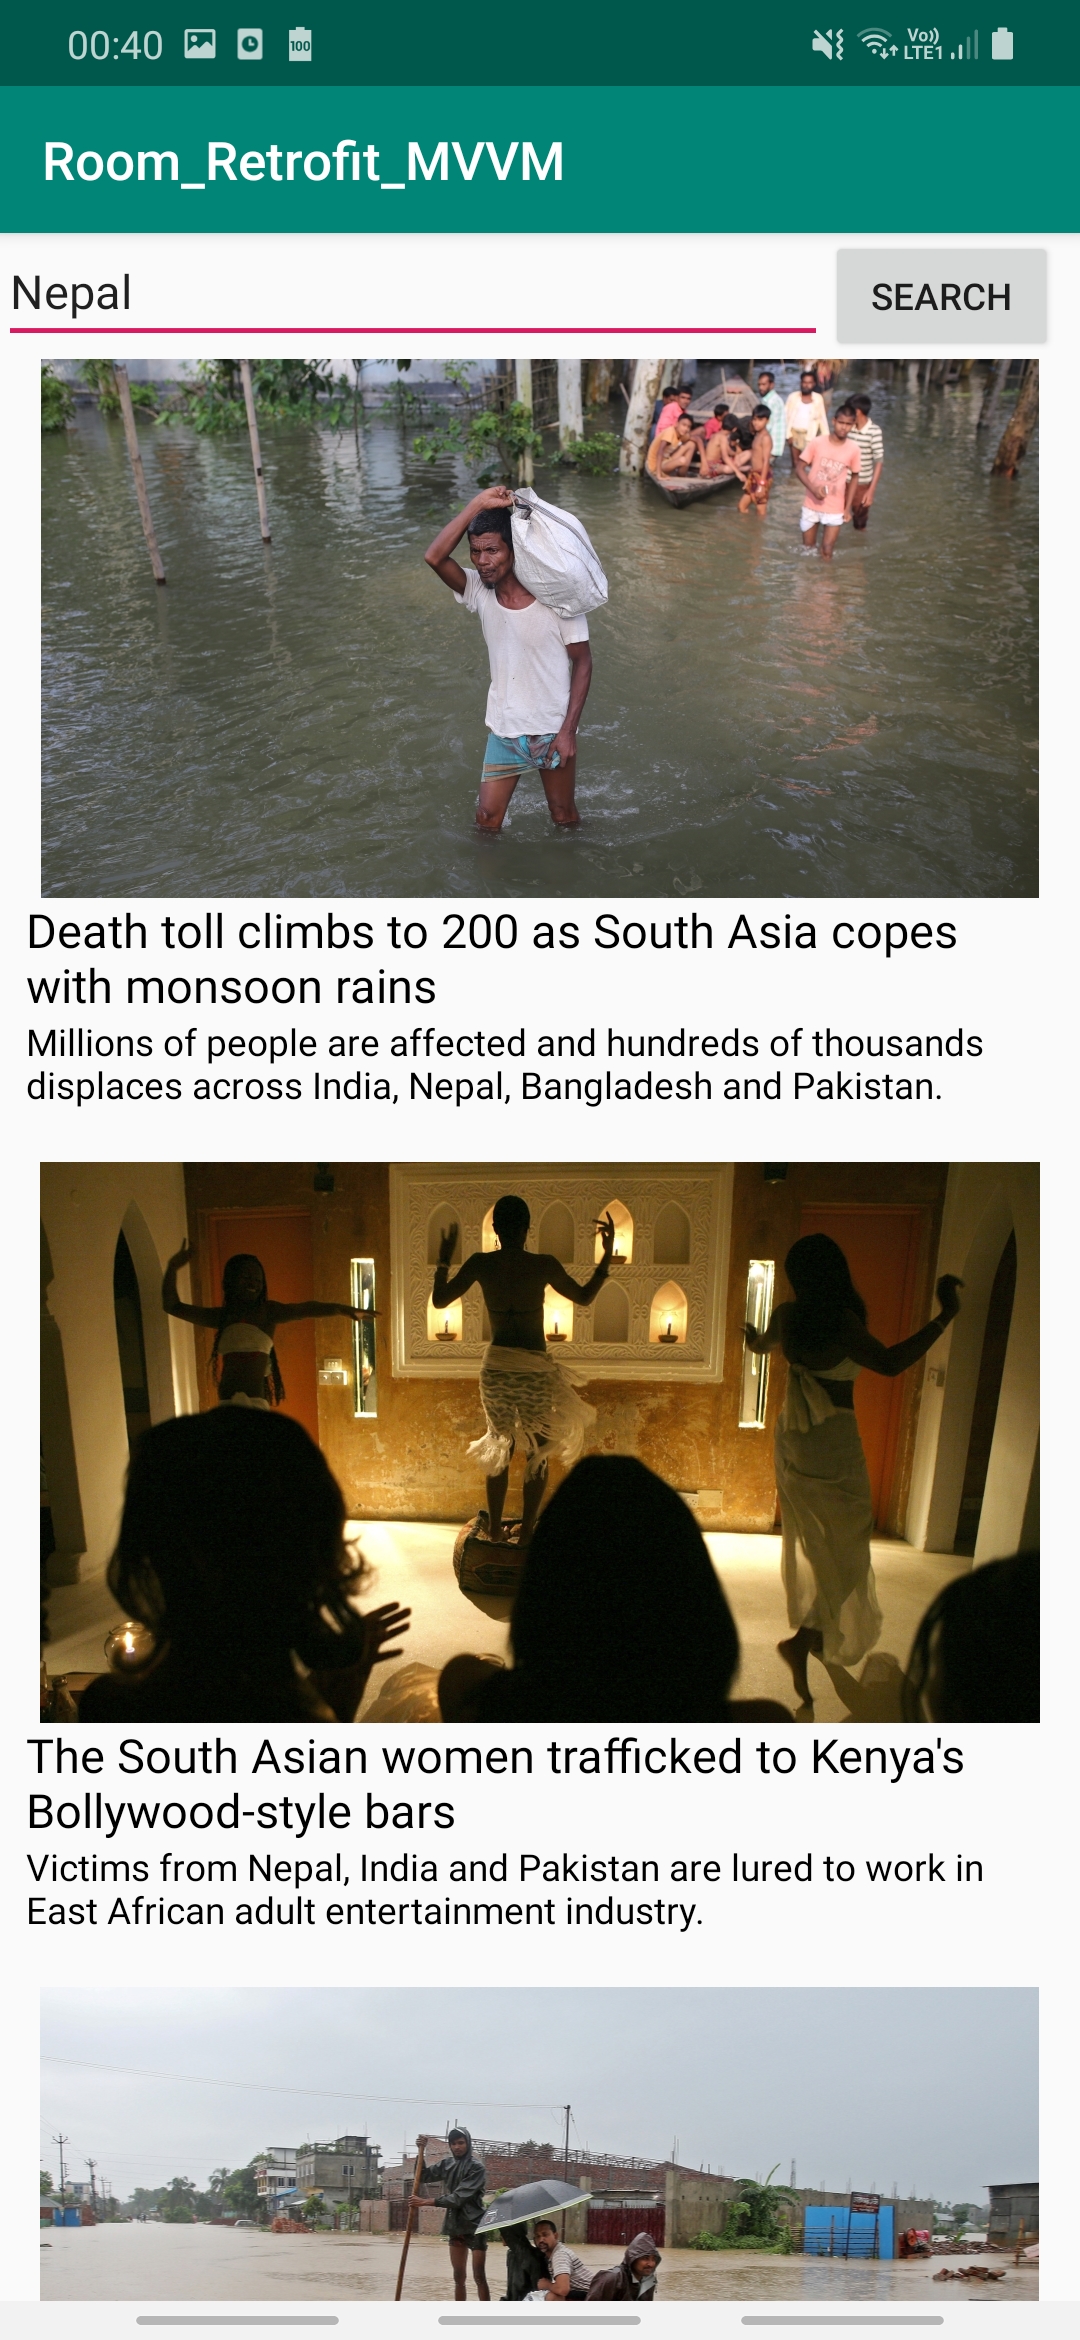 00:40
100
Vo))
LTE1
Room_Retrofit_MVVM
Nepal
SEARCH
Death toll climbs to 200 as South Asia copes
with monsoon rains
Millions of people are affected and hundreds of thousands
displaces across India, Nepal, Bangladesh and Pakistan.
The South Asian women trafficked to Kenya's
Bollywood-style bars
Victims from Nepal, India and Pakistan are lured to work in
East African adult entertainment industry.